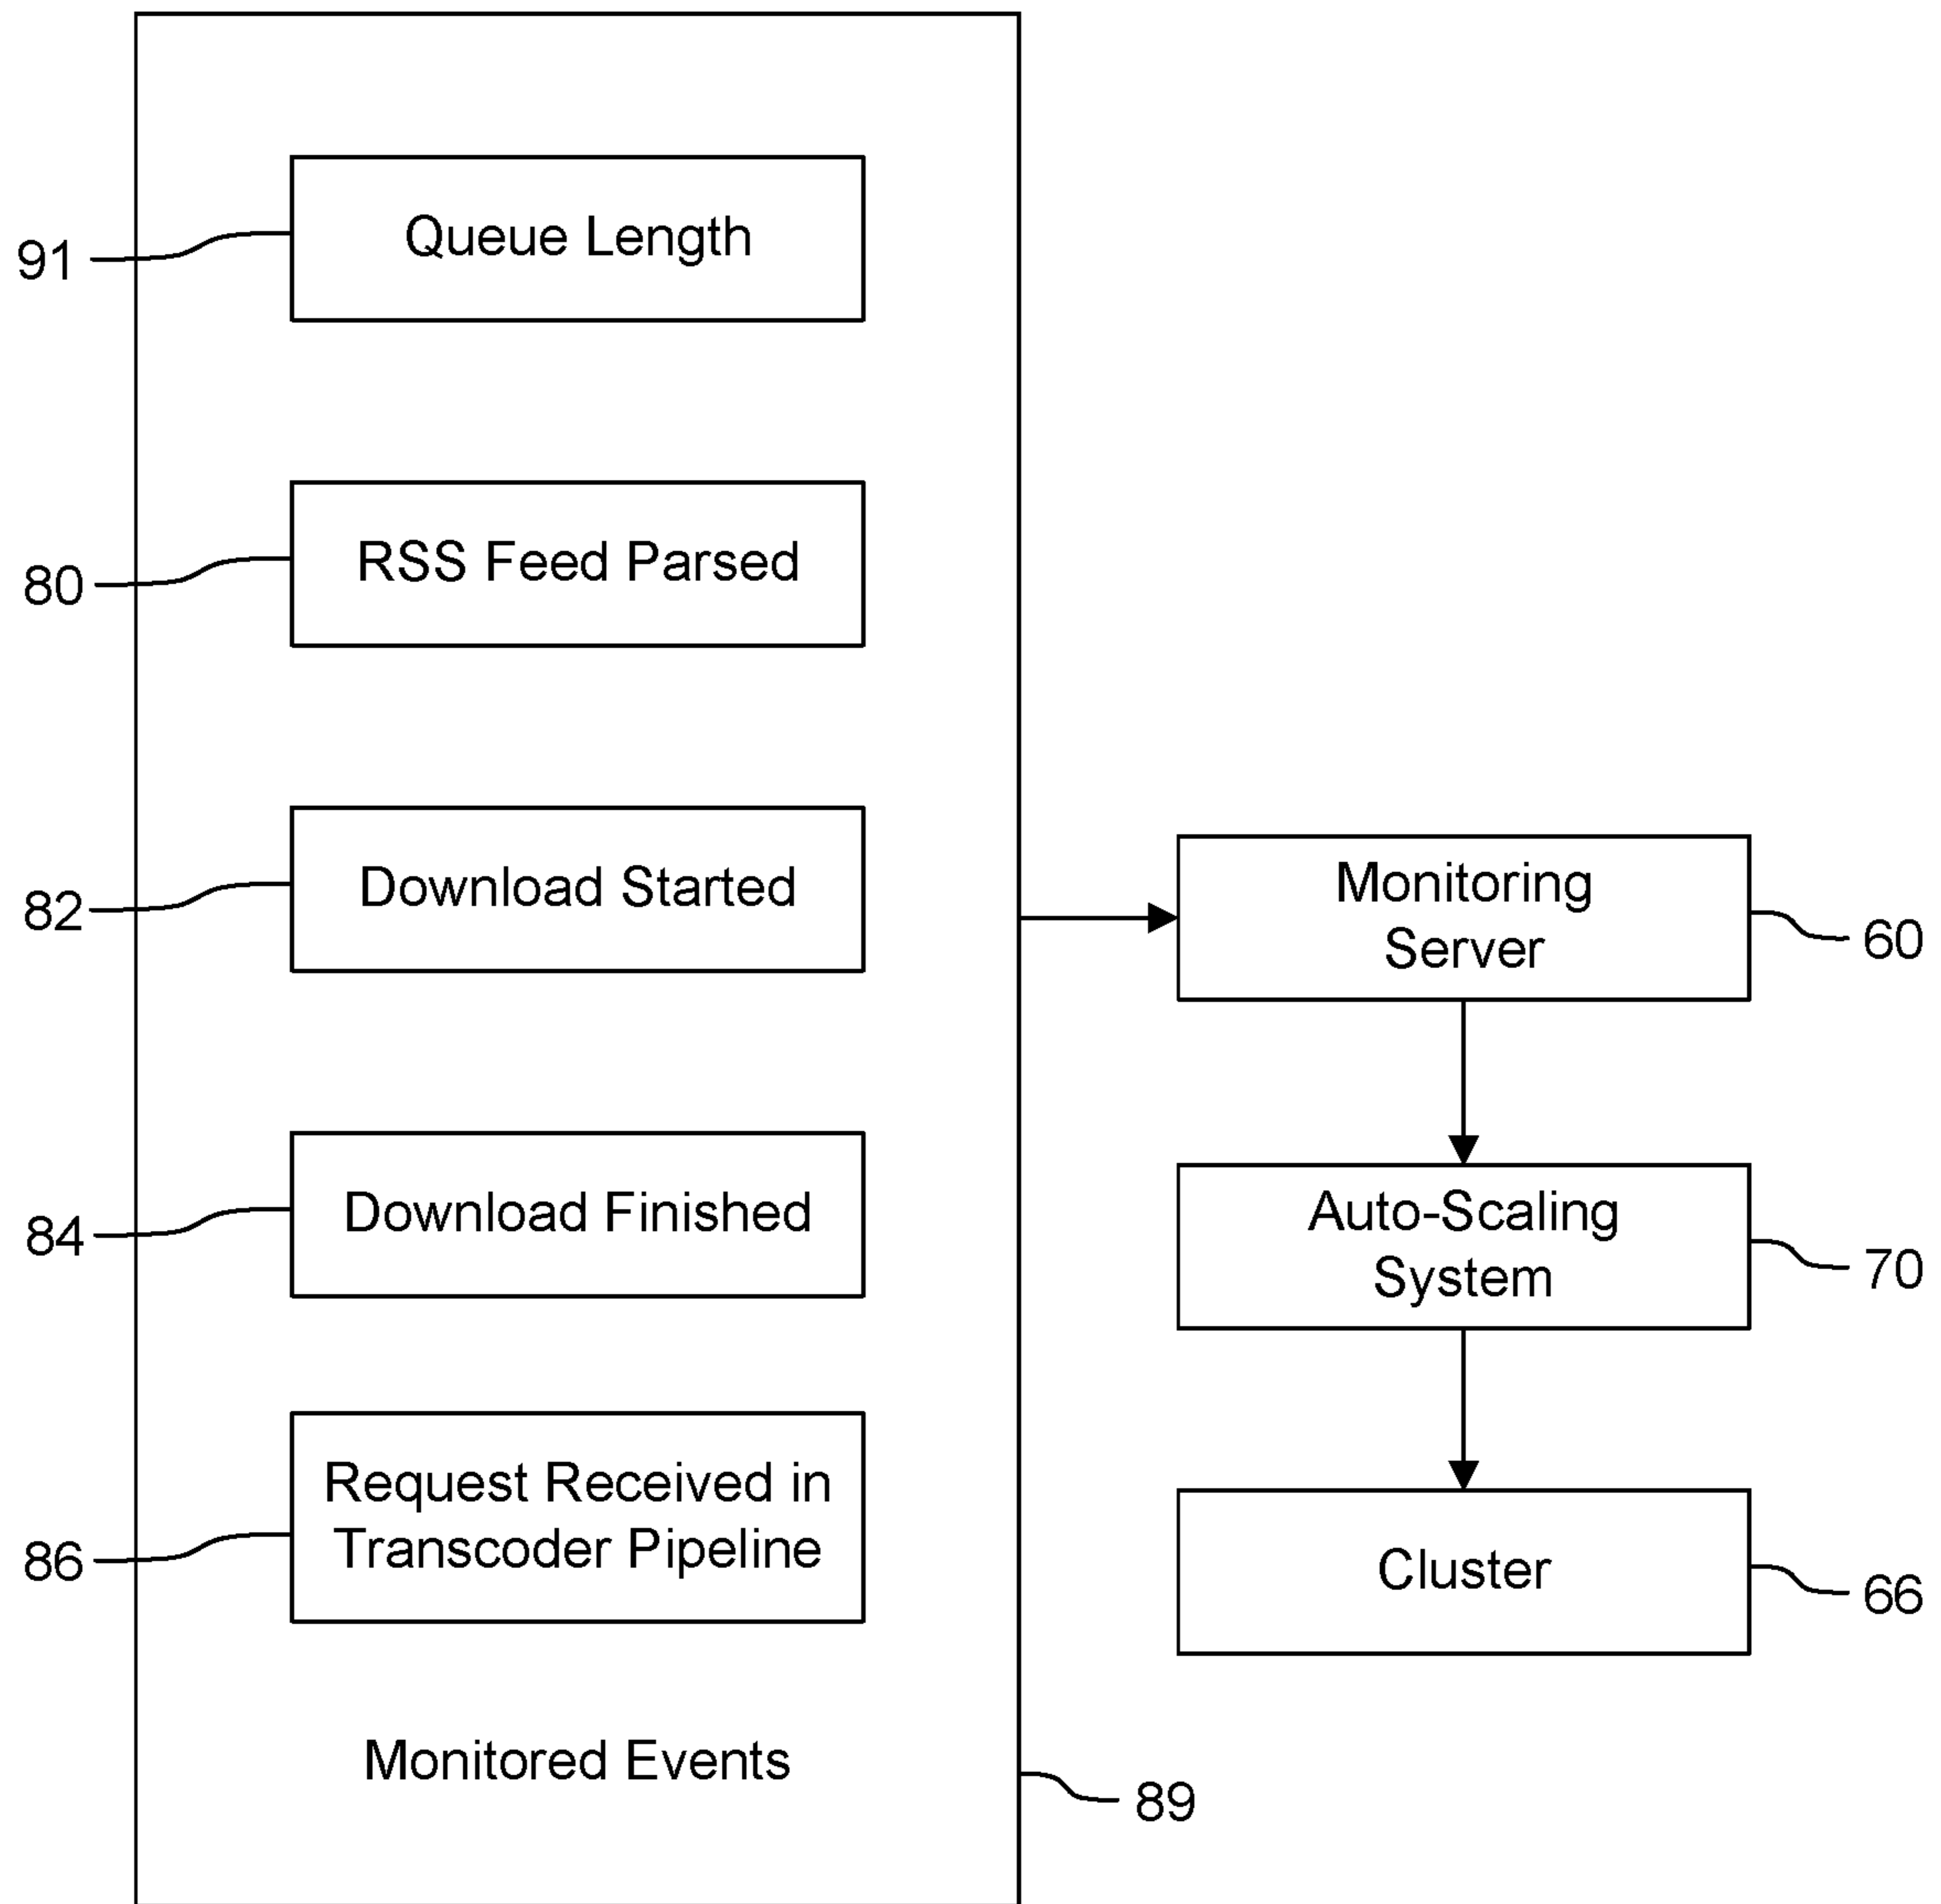 91
Queue Length
80
RSS Feed Parsed
82
Download Started
84
Download Finished
86
Request Received in
Transcoder Pipeline
Monitored Events
89
Monitoring
Server
60
Auto-Scaling
System
70
Cluster
66